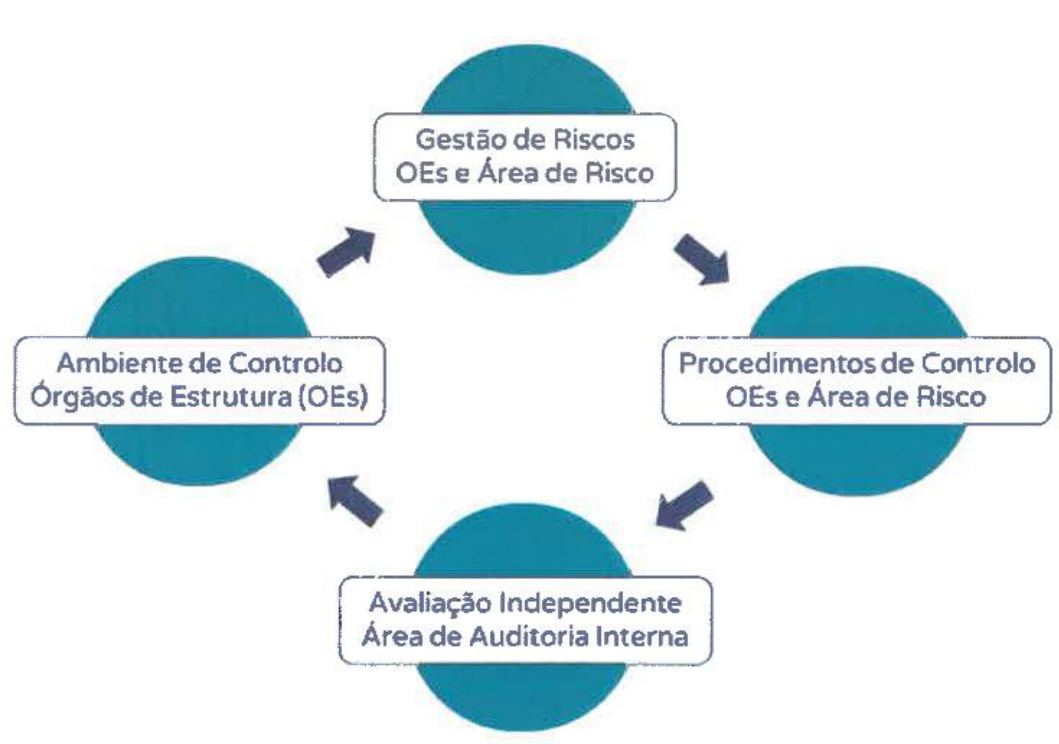 Gestão de Riscos
OEs e Área de Risco
Ambiente de Controlo
Órgãos de Estrutura (OEs)
Procedimentos de Controlo
OEs e Área de Risco
Avaliação Independente
Área de Auditoria Interna